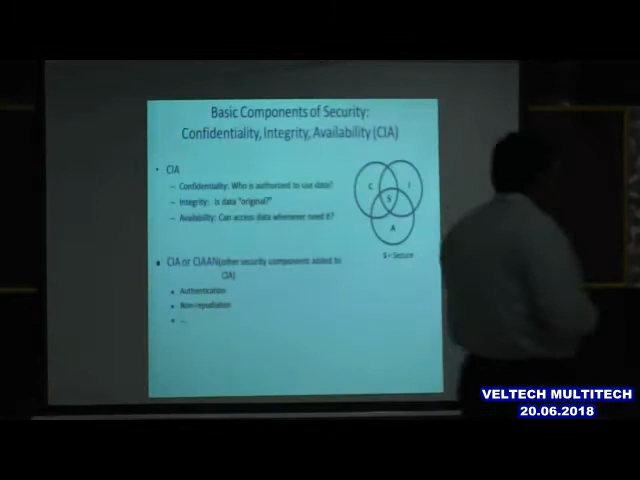 Basic Components of Security:
Confidentiality, Integrity, Availability (CIA)
• CIA
– Confidentiality: Who is authorized to use data?
– Integrity: Is data "original?"
– Availability: Can access data whenever need it?
C I
S
A
S = Secure
• CIA or CIAAN(other security components added to
CIA)
• Authentication
• Non-repudiation
• ...
VELTECH MULTITECH
20.06.2018